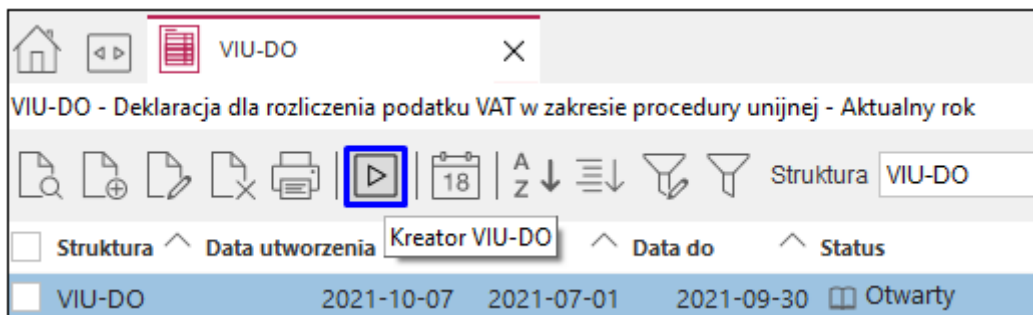 VIU-DO
VIU-DO - Deklaracja dla rozliczenia podatku VAT w zakresie procedury unijnej - Aktualny rok
18 A Z Struktura VIU-DO
Kreator VIU-DO
Struktura Data utworzenia Data do Status
VIU-DO 2021-10-07 2021-07-01 2021-09-30 Otwarty